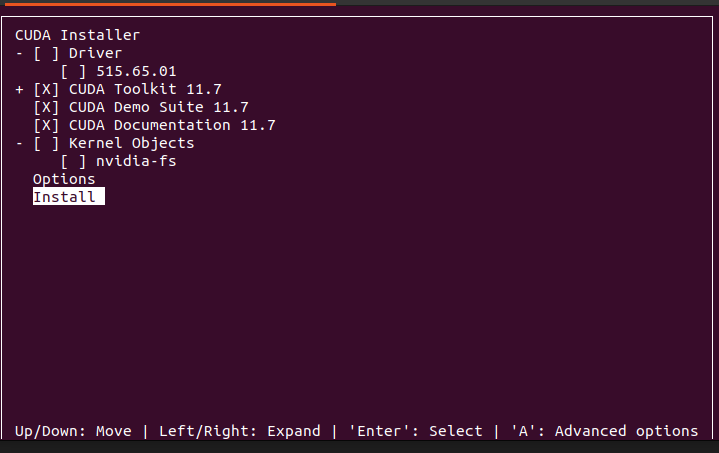 CUDA Installer
- [ ] Driver
[ ] 515.65.01
+ [X] CUDA Toolkit 11.7
[X] CUDA Demo Suite 11.7
[X] CUDA Documentation 11.7
- [ ] Kernel Objects
[ ] nvidia-fs
Options
Install
Up/Down: Move | Left/Right: Expand | 'Enter': Select | 'A': Advanced options